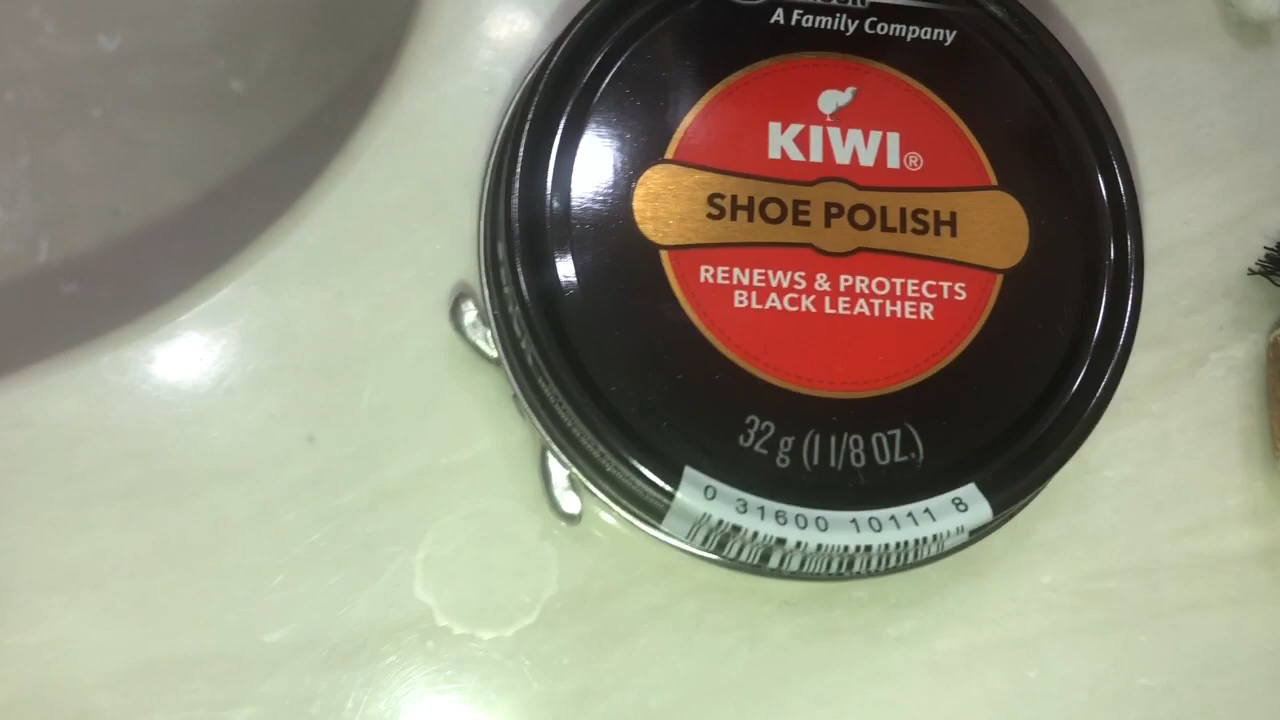 A Family Company
KIWI®
SHOE POLISH
RENEWS & PROTECTS
BLACK LEATHER
32 g (1 1/8 OZ.)
0 31600 10111 8